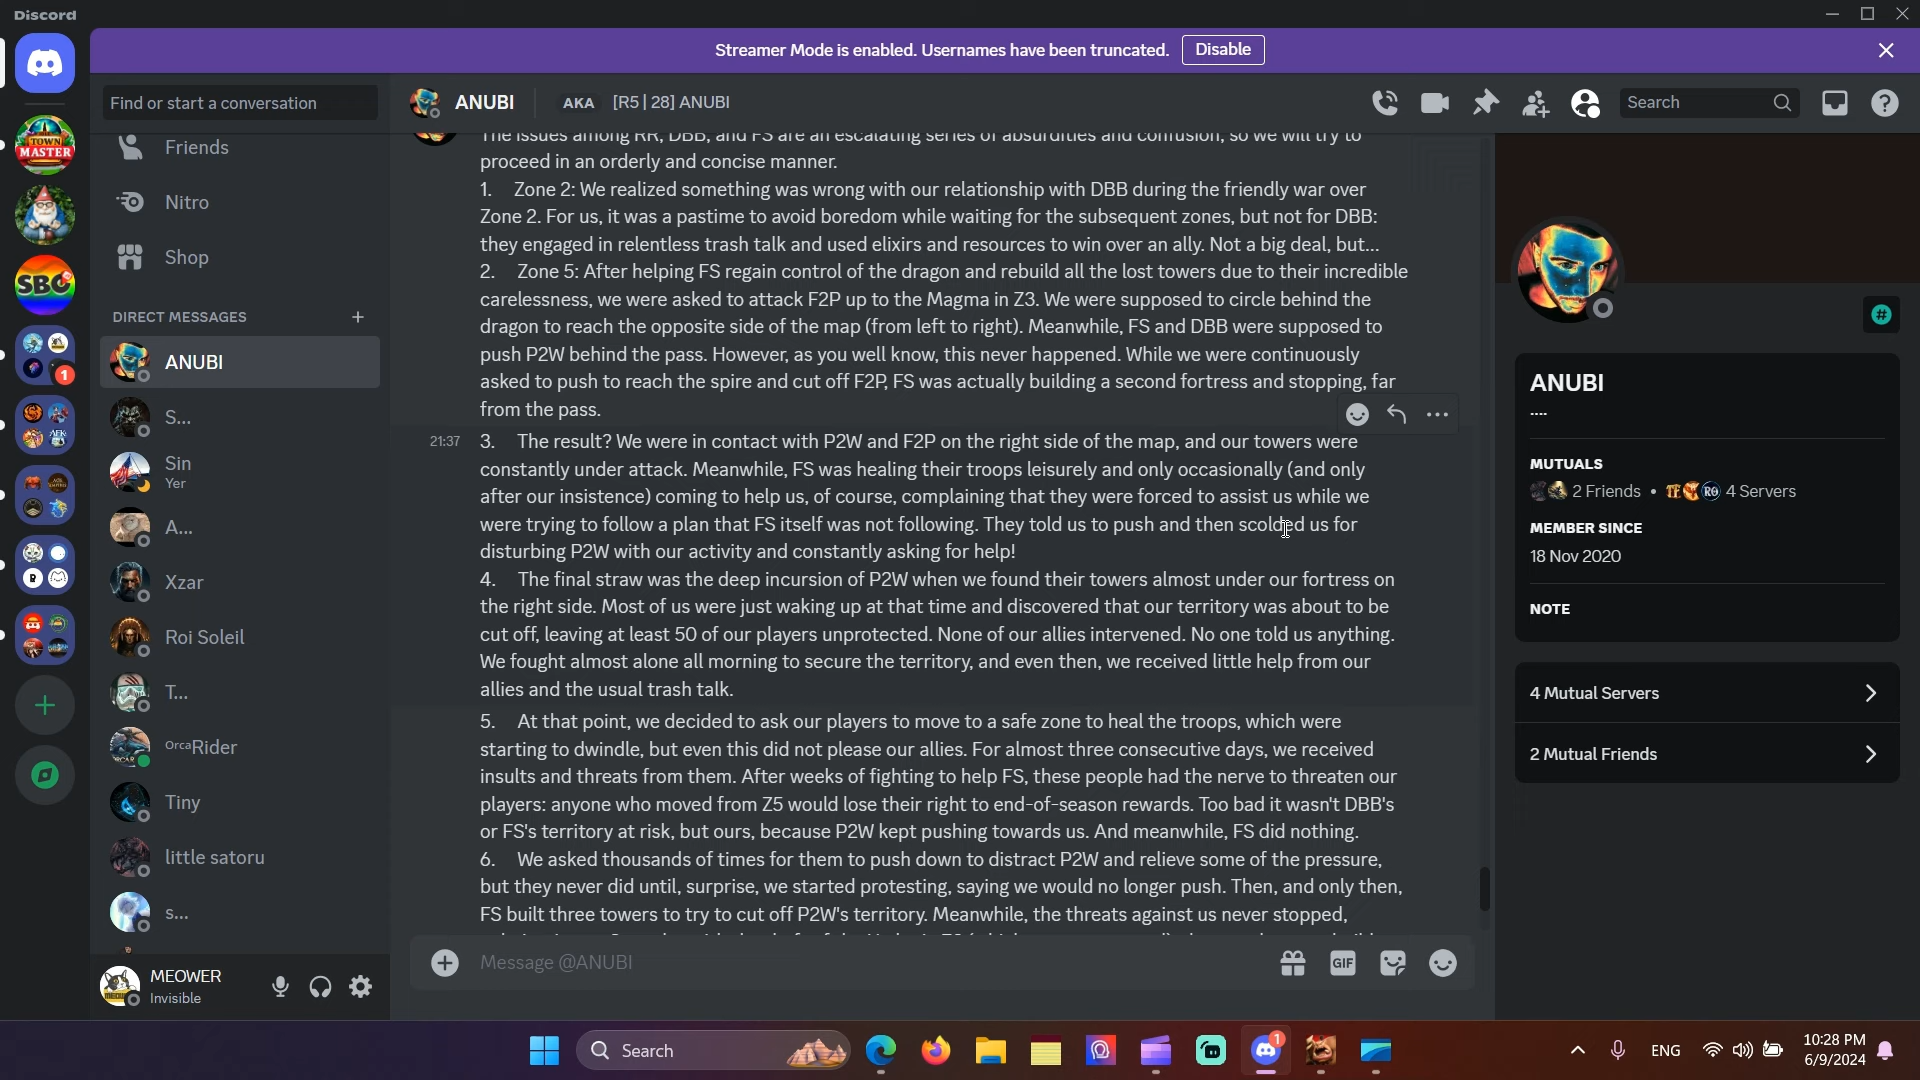 Discord
Streamer Mode is enabled. Usernames have been truncated. Disable
Find or start a conversation
ANUBI
AKA [R5 | 28] ANUBI
Search
Friends
Nitro
Shop
DIRECT MESSAGES
ANUBI
S...
Sin
Yer
A...
Xzar
Roi Soleil
T...
OrcaRider
Tiny
little satoru
s...
MEOWER
Invisible
TOWN
MASTER
SBC
1
The issues among RR, DBB, and FS are an escalating series of absurdities and confusion, so we will try to
proceed in an orderly and concise manner.
1. Zone 2: We realized something was wrong with our relationship with DBB during the friendly war over
Zone 2. For us, it was a pastime to avoid boredom while waiting for the subsequent zones, but not for DBB:
they engaged in relentless trash talk and used elixirs and resources to win over an ally. Not a big deal, but...
2. Zone 5: After helping FS regain control of the dragon and rebuild all the lost towers due to their incredible
carelessness, we were asked to attack F2P up to the Magma in Z3. We were supposed to circle behind the
dragon to reach the opposite side of the map (from left to right). Meanwhile, FS and DBB were supposed to
push P2W behind the pass. However, as you well know, this never happened. While we were continuously
asked to push to reach the spire and cut off F2P, FS was actually building a second fortress and stopping, far
from the pass.
21:37 3. The result? We were in contact with P2W and F2P on the right side of the map, and our towers were
constantly under attack. Meanwhile, FS was healing their troops leisurely and only occasionally (and only
after our insistence) coming to help us, of course, complaining that they were forced to assist us while we
were trying to follow a plan that FS itself was not following. They told us to push and then scolded us for
disturbing P2W with our activity and constantly asking for help!
4. The final straw was the deep incursion of P2W when we found their towers almost under our fortress on
the right side. Most of us were just waking up at that time and discovered that our territory was about to be
cut off, leaving at least 50 of our players unprotected. None of our allies intervened. No one told us anything.
We fought almost alone all morning to secure the territory, and even then, we received little help from our
allies and the usual trash talk.
5. At that point, we decided to ask our players to move to a safe zone to heal the troops, which were
starting to dwindle, but even this did not please our allies. For almost three consecutive days, we received
insults and threats from them. After weeks of fighting to help FS, these people had the nerve to threaten our
players: anyone who moved from Z5 would lose their right to end-of-season rewards. Too bad it wasn't DBB's
or FS's territory at risk, but ours, because P2W kept pushing towards us. And meanwhile, FS did nothing.
6. We asked thousands of times for them to push down to distract P2W and relieve some of the pressure,
but they never did until, surprise, we started protesting, saying we would no longer push. Then, and only then,
FS built three towers to try to cut off P2W's territory. Meanwhile, the threats against us never stopped,
Message @ANUBI
GIF
ANUBI
....
MUTUALS
2 Friends • 4 Servers
MEMBER SINCE
18 Nov 2020
NOTE
4 Mutual Servers
2 Mutual Friends
Search
1
ENG
10:28 PM
6/9/2024